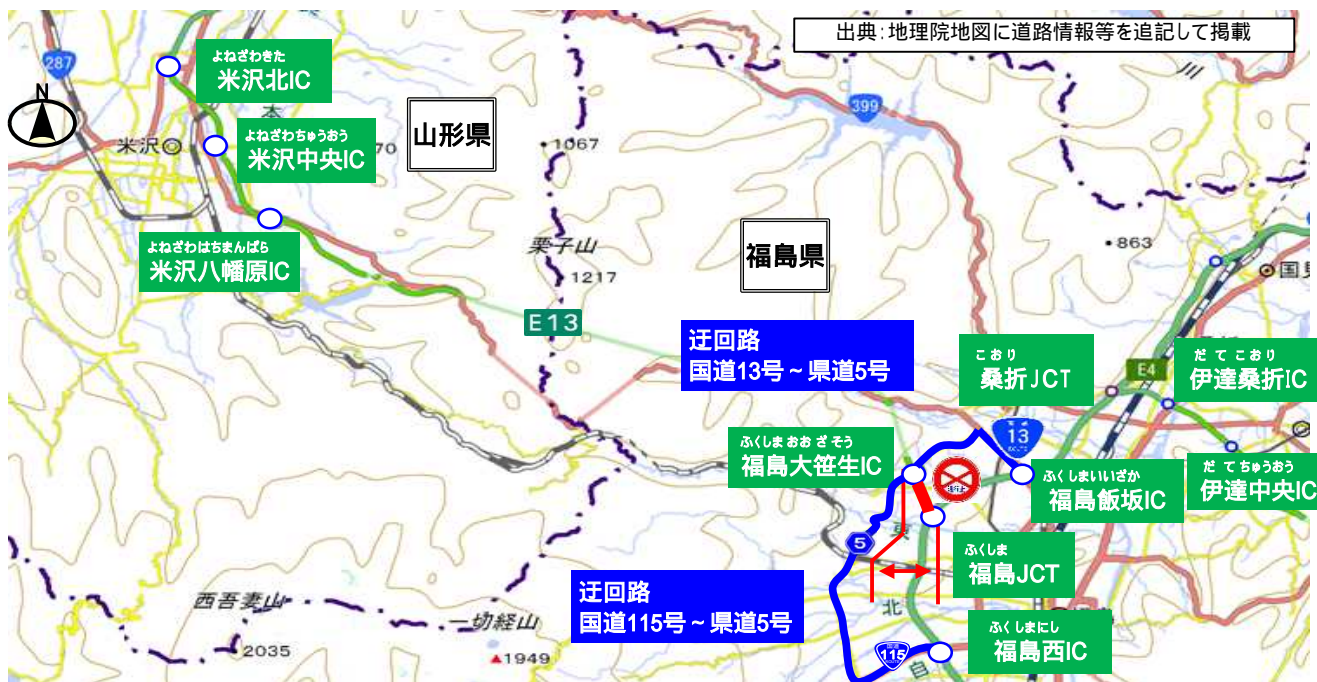 出典:地理院地図に道路情報等を追記して掲載
287
よねざわきた
米沢北IC
N
399
川
米沢
よねざわちゅうおう
米沢中央IC
70
山形県
1067
よねざわはちまんぱら
米沢八幡原IC
栗子山
1217
福島県
863
国見
E13
迂回路
国道13号~県道5号
こおり
桑折JCT
E4
だてこおり
伊達桑折IC
13
ふくしまおおざそう
福島大笹生IC
ふくしまいいざか
福島飯坂IC
だてちゅうおう
伊達中央IC
東
5
ふくしま
福島JCT
西吾妻山
2035
一切経山
1949
迂回路
国道115号~県道5号
北
ふくしまにし
福島西IC
115
自